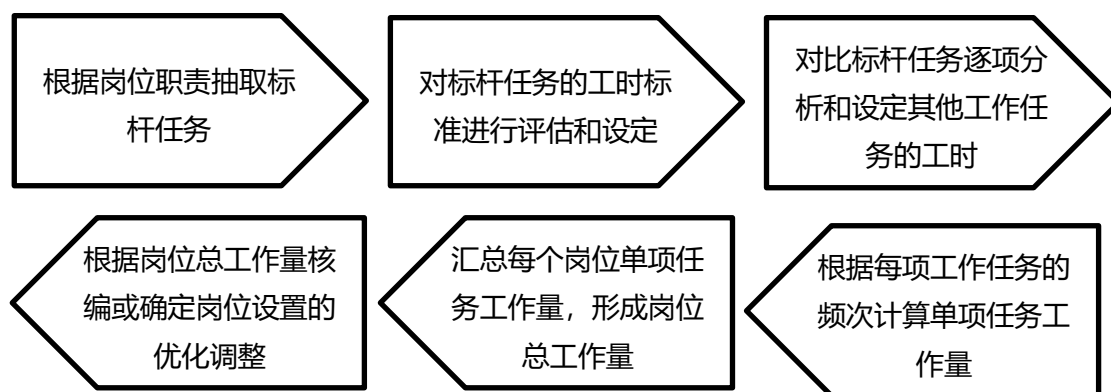 根据岗位职责抽取标
杆任务
对标杆任务的工时标
准进行评估和设定
对比标杆任务逐项分
析和设定其他工作任
务的工时
根据每项工作任务的
频次计算单项任务工
作量
汇总每个岗位单项任
务工作量，形成岗位
总工作量
根据岗位总工作量核
编或确定岗位设置的
优化调整